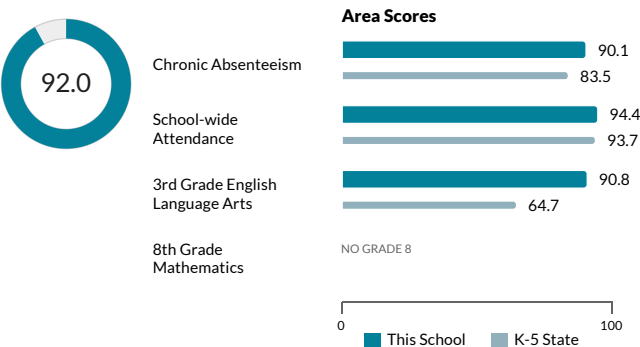 Area Scores
92.0
Chronic Absenteeism
90.1
83.5
School-wide
Attendance
94.4
93.7
3rd Grade English
Language Arts
90.8
64.7
8th Grade
Mathematics
NO GRADE 8
0
100
This School
K-5 State